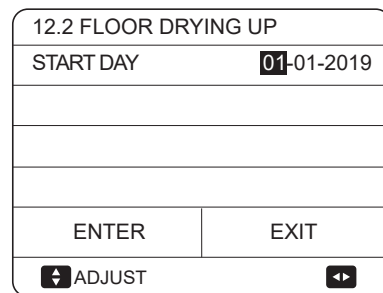 12.2 FLOOR DRYING UP
START DAY 01-01-2019
ENTER EXIT
ADJUST